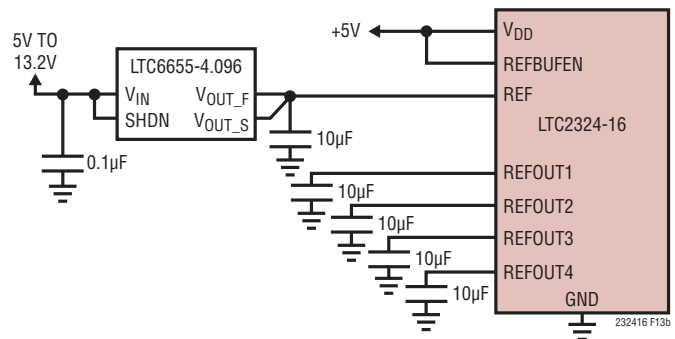 5V TO
13.2V
LTC6655-4.096
VIN
SHDN
VOUT_F
VOUT_S
0.1µF
10µF
10µF
10µF
10µF
10µF
+5V
VDD
REFBUFEN
REF
LTC2324-16
REFOUT1
REFOUT2
REFOUT3
REFOUT4
GND
232416 F13b